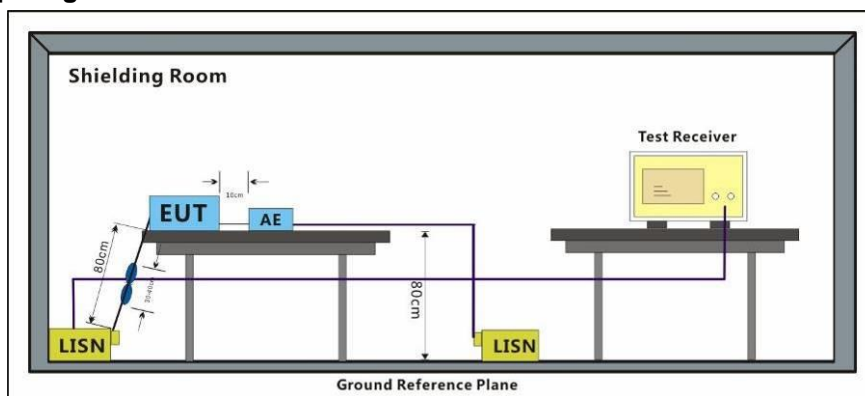 Shielding Room
Test Receiver
10cm
EUT
AE
80cm
80cm
LISN
LISN
Ground Reference Plane